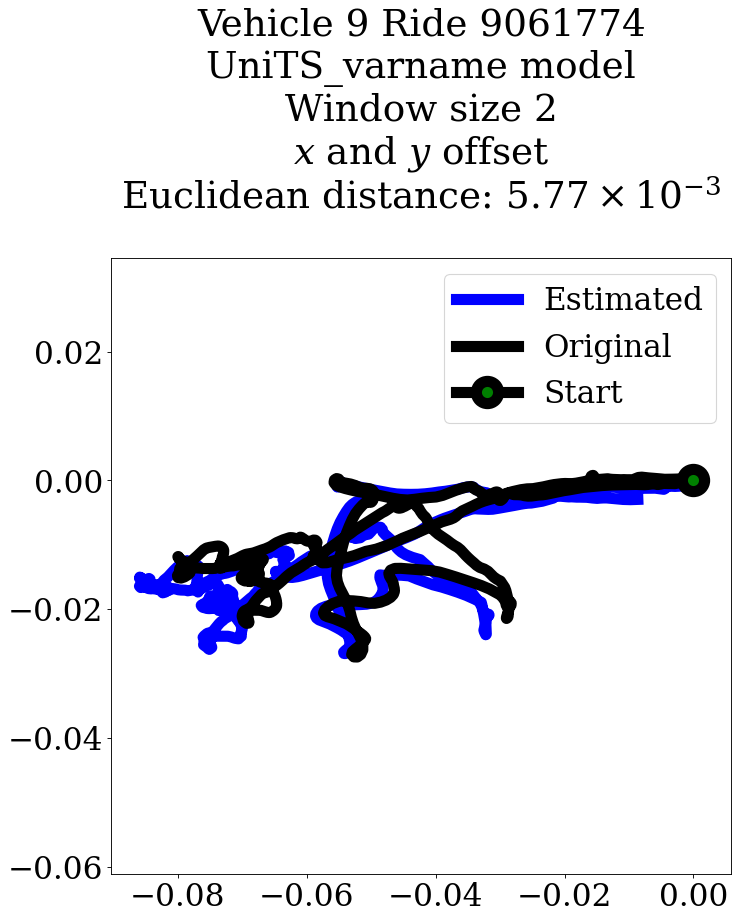 Vehicle 9 Ride 9061774
UniTS_varname model
Window size 2
x and y offset
Euclidean distance: 5.77 × 10⁻³
Estimated
Original
Start
0.02
0.00
−0.02
−0.04
−0.06
−0.08 −0.06 −0.04 −0.02 0.00